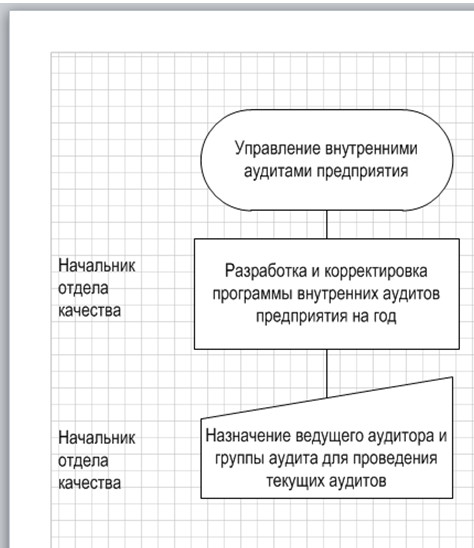 Управление внутренними
аудитами предприятия
Начальник
отдела
качества
Разработка и корректировка
программы внутренних аудитов
предприятия на год
Начальник
отдела
качества
Назначение ведущего аудитора и
группы аудита для проведения
текущих аудитов